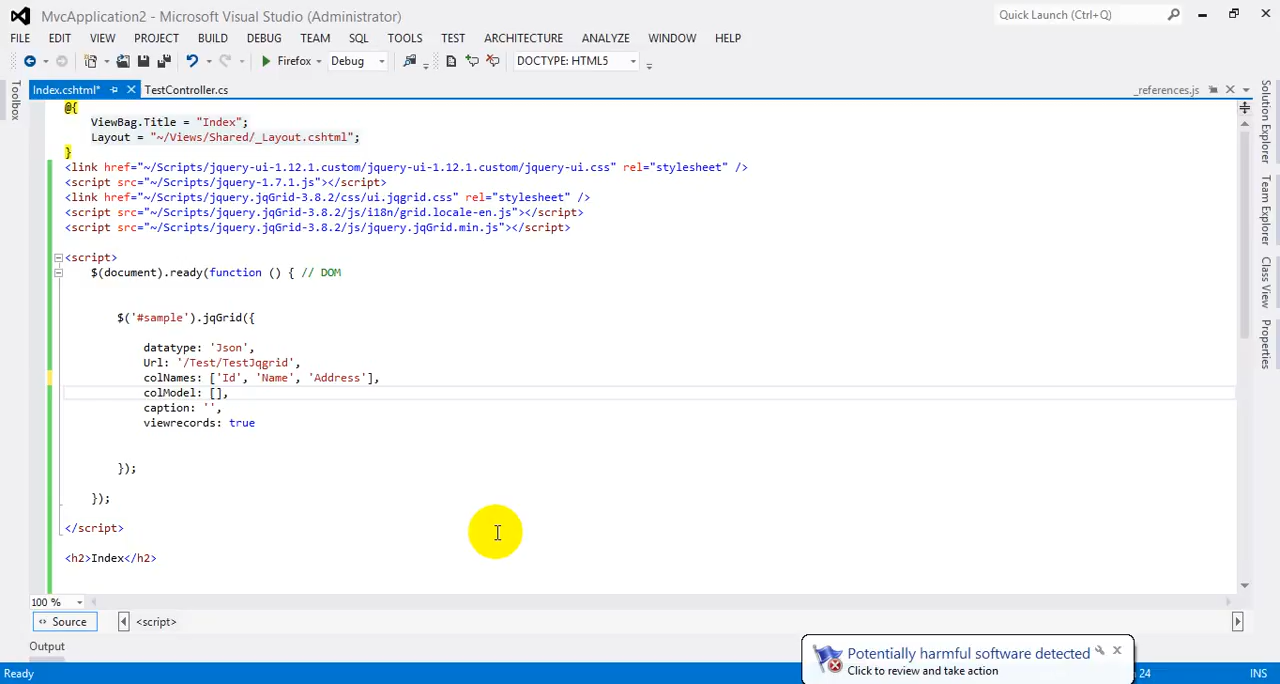 MvcApplication2 - Microsoft Visual Studio (Administrator)
Quick Launch (Ctrl+Q)
FILE EDIT VIEW PROJECT BUILD DEBUG TEAM SQL TOOLS TEST ARCHITECTURE ANALYZE WINDOW HELP
Firefox Debug DOCTYPE: HTML5
Toolbox
Index.cshtml* TestController.cs _references.js
Solution Explorer
Team Explorer
Class View
Properties
@{
ViewBag.Title = "Index";
Layout = "~/Views/Shared/_Layout.cshtml";
}
<link href="~/Scripts/jquery-ui-1.12.1.custom/jquery-ui-1.12.1.custom/jquery-ui.css" rel="stylesheet" />
<script src="~/Scripts/jquery-1.7.1.js"></script>
<link href="~/Scripts/jquery.jqGrid-3.8.2/css/ui.jqgrid.css" rel="stylesheet" />
<script src="~/Scripts/jquery.jqGrid-3.8.2/js/i18n/grid.locale-en.js"></script>
<script src="~/Scripts/jquery.jqGrid-3.8.2/js/jquery.jqGrid.min.js"></script>
<script>
$(document).ready(function () { // DOM
$('#sample').jqGrid({
datatype: 'Json',
Url: '/Test/TestJqgrid',
colNames: ['Id', 'Name', 'Address'],
colModel: [],
caption: '',
viewrecords: true
});
});
</script>
<h2>Index</h2>
100 %
Source <script>
Output
Potentially harmful software detected
Click to review and take action
Ready 24 INS